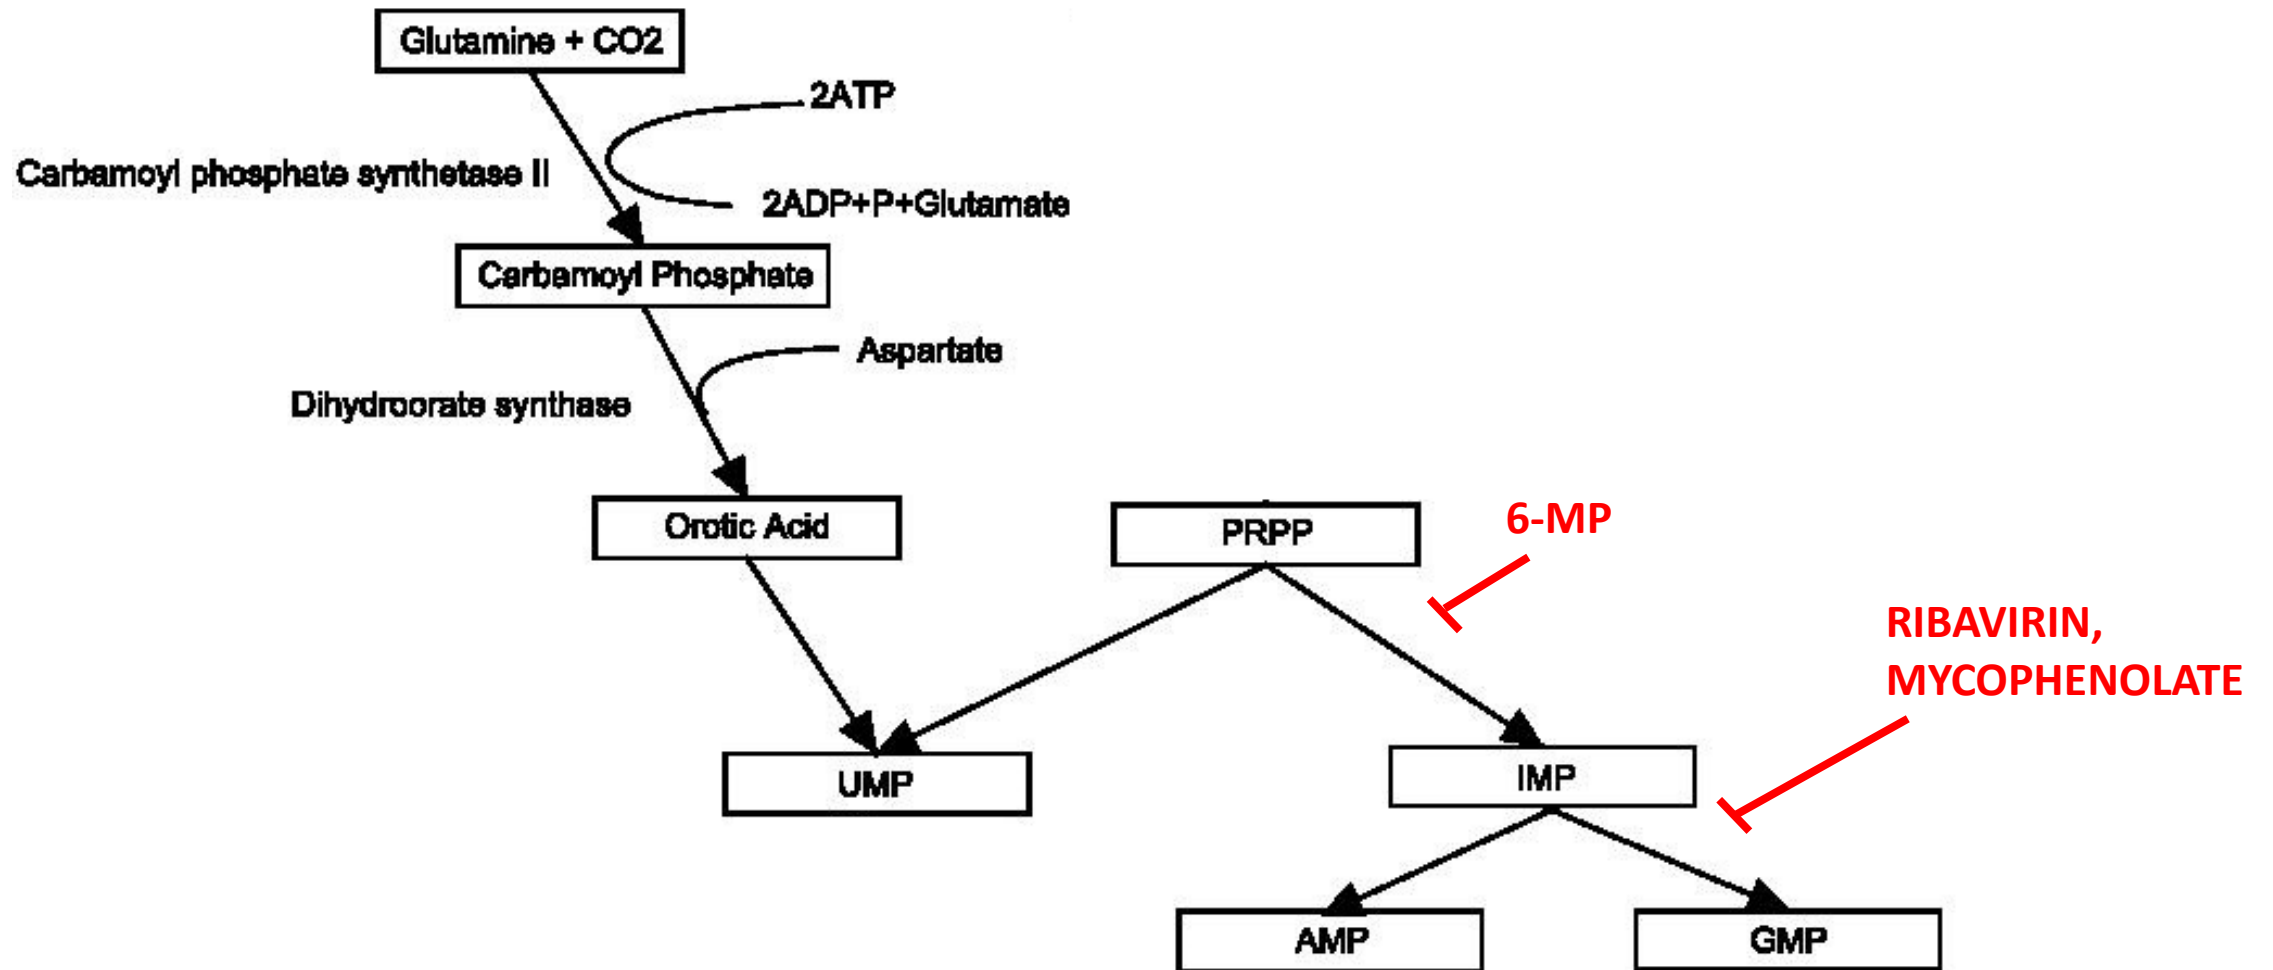 Glutamine + CO2
2ATP
Carbamoyl phosphate synthetase II
2ADP+P+Glutamate
Carbamoyl Phosphate
Aspartate
Dihydroorate synthase
Orotic Acid
PRPP
6-MP
RIBAVIRIN,
MYCOPHENOLATE
UMP
IMP
AMP
GMP